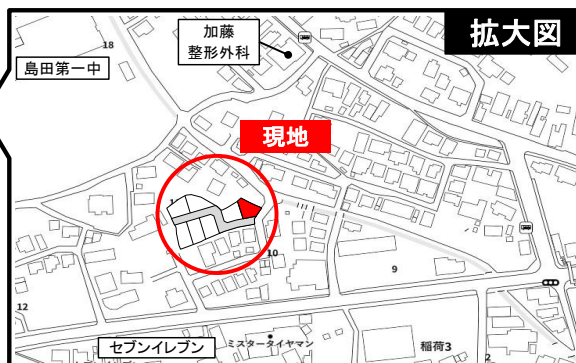 拡大図
加藤
整形外科
18
島田第一中
現地
1
10
9
12
セブンイレブン
ミスタータイヤマン
稲荷3
2